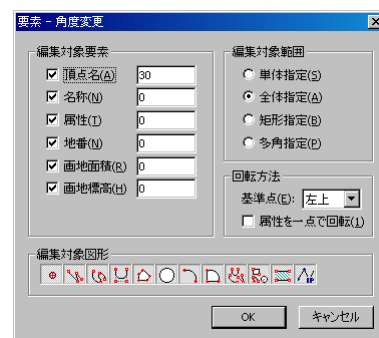 要素 - 角度変更
編集対象要素
頂点名(A) 30
名称(N) 0
属性(T) 0
地番(D) 0
画地面積(R) 0
画地標高(H) 0
編集対象範囲
単体指定(S)
全体指定(A)
矩形指定(B)
多角指定(P)
回転方法
基準点(E): 左上
属性を一点で回転(1)
編集対象図形
IP
OK キャンセル